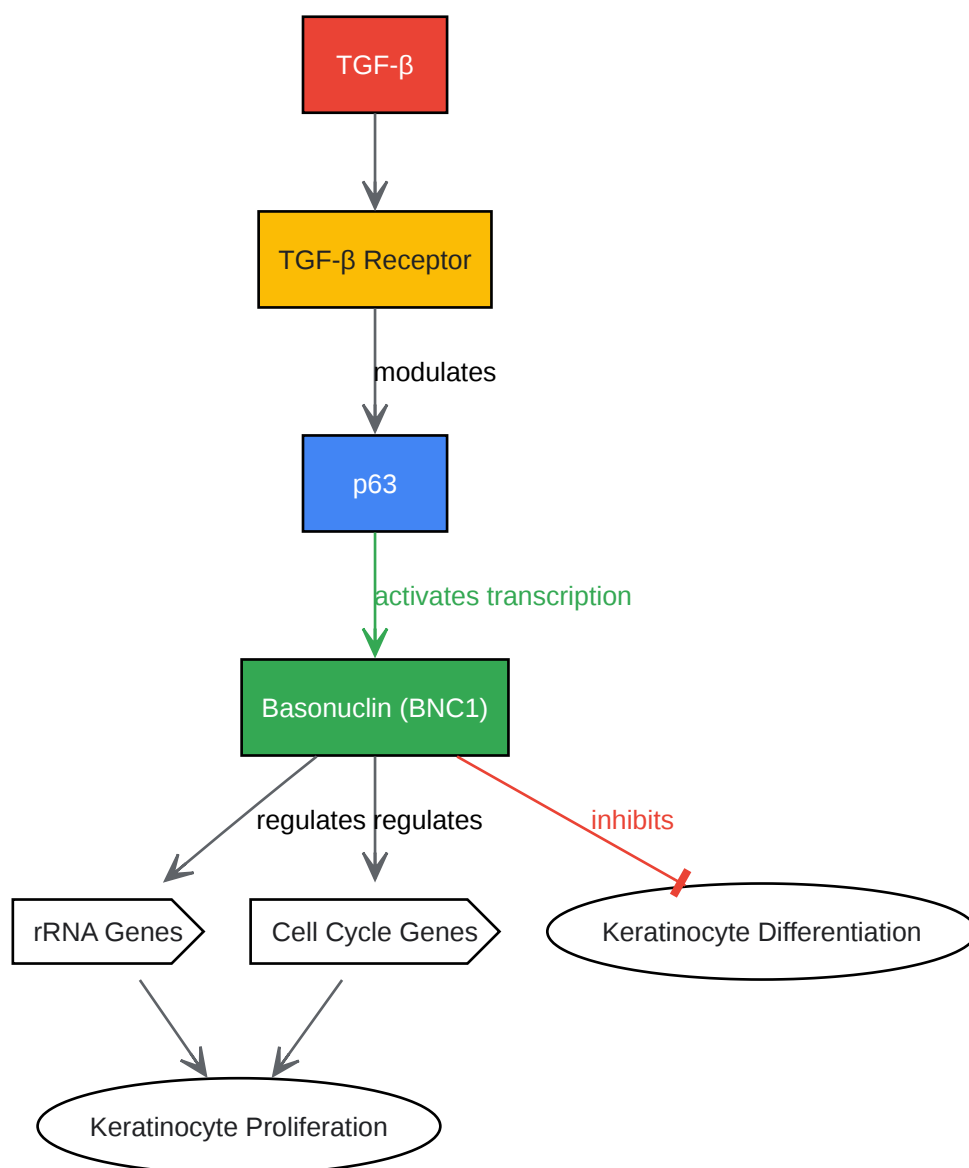 TGF-β
TGF-β Receptor
modulates
p63
activates transcription
Basonuclin (BNC1)
regulates regulates inhibits
rRNA Genes
Cell Cycle Genes
Keratinocyte Differentiation
Keratinocyte Proliferation